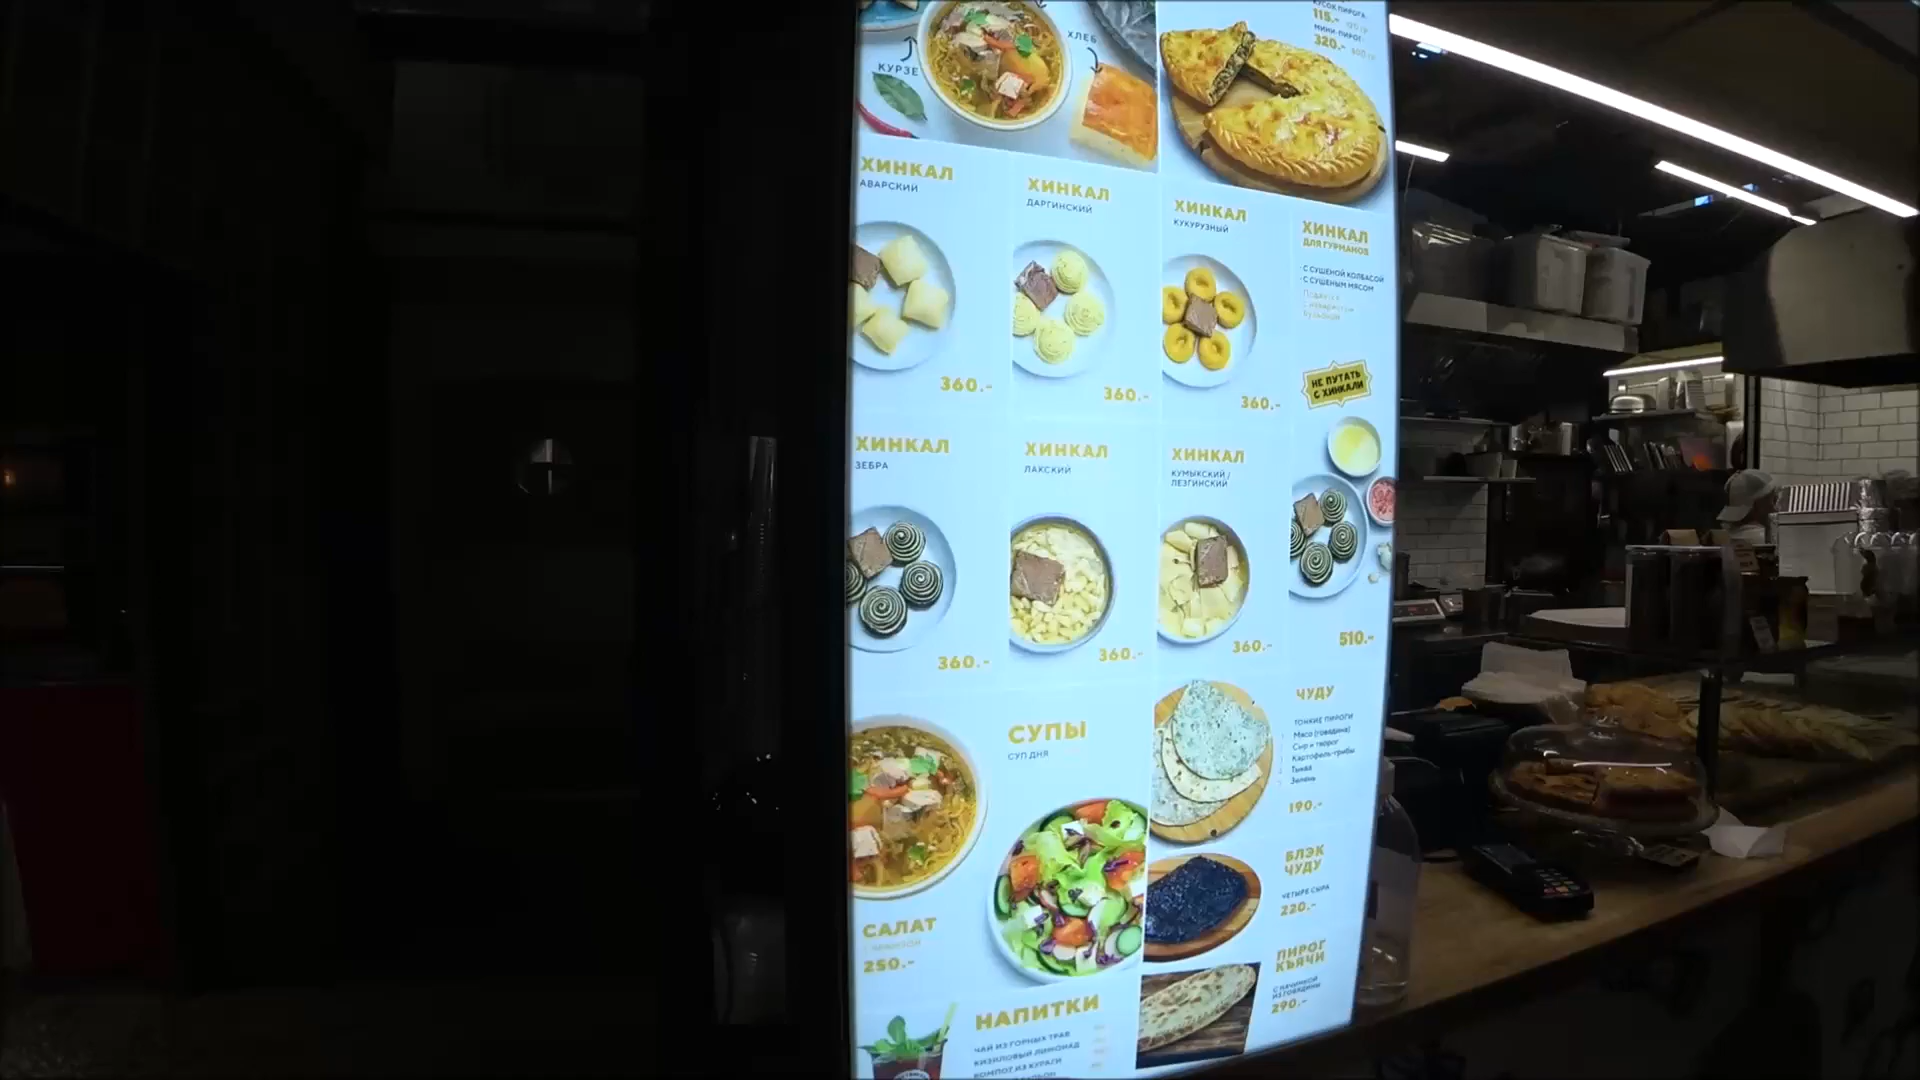 КУРЗЕ
ХЛЕБ
КУСОК ПИРОГА
115.-
МИНИ-ПИРОГ
320.-
ХИНКАЛ
АВАРСКИЙ
360.-
ХИНКАЛ
ДАРГИНСКИЙ
360.-
ХИНКАЛ
КУКУРУЗНЫЙ
360.-
ХИНКАЛ
ДЛЯ ГУРМАНОВ
· С СУШЕНОЙ КОЛБАСОЙ
· С СУШЕНЫМ МЯСОМ
НЕ ПУТАТЬ
С ХИНКАЛИ
510.-
ХИНКАЛ
ЗЕБРА
360.-
ХИНКАЛ
ЛАКСКИЙ
360.-
ХИНКАЛ
КУМЫКСКИЙ /
ЛЕЗГИНСКИЙ
360.-
СУПЫ
СУП ДНЯ
ЧУДУ
ТОНКИЕ ПИРОГИ
Мясо (говядина)
Сыр и творог
Картофель-грибы
Тыква
Зелень
190.-
БЛЭК
ЧУДУ
ЧЕТЫРЕ СЫРА
220.-
САЛАТ
250.-
ПИРОГ
КЪЯЧИ
С НАЧИНКОЙ
ИЗ ГОВЯДИНЫ
290.-
НАПИТКИ
ЧАЙ ИЗ ГОРНЫХ ТРАВ
КИЗИЛОВЫЙ ЛИМОНАД
КОМПОТ ИЗ КУРАГИ